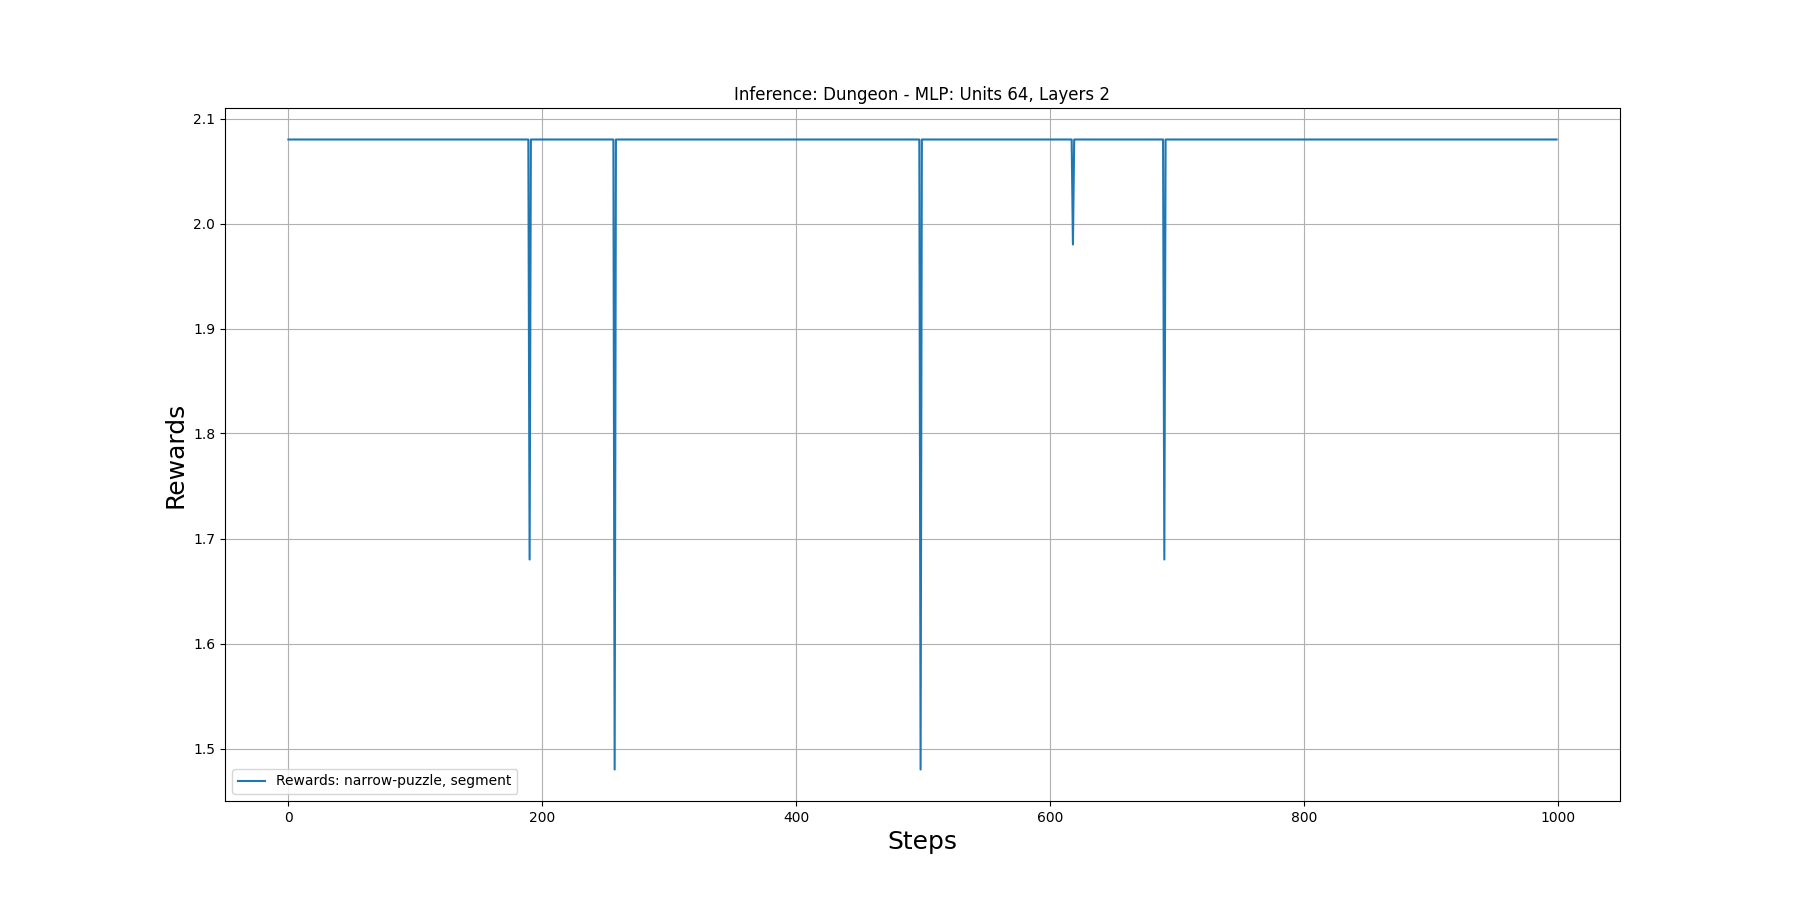 Inference: Dungeon - MLP: Units 64, Layers 2
2.1
2.0
1.9
1.8
1.7
1.6
1.5
Rewards
Rewards: narrow-puzzle, segment
0 200 400 600 800 1000
Steps